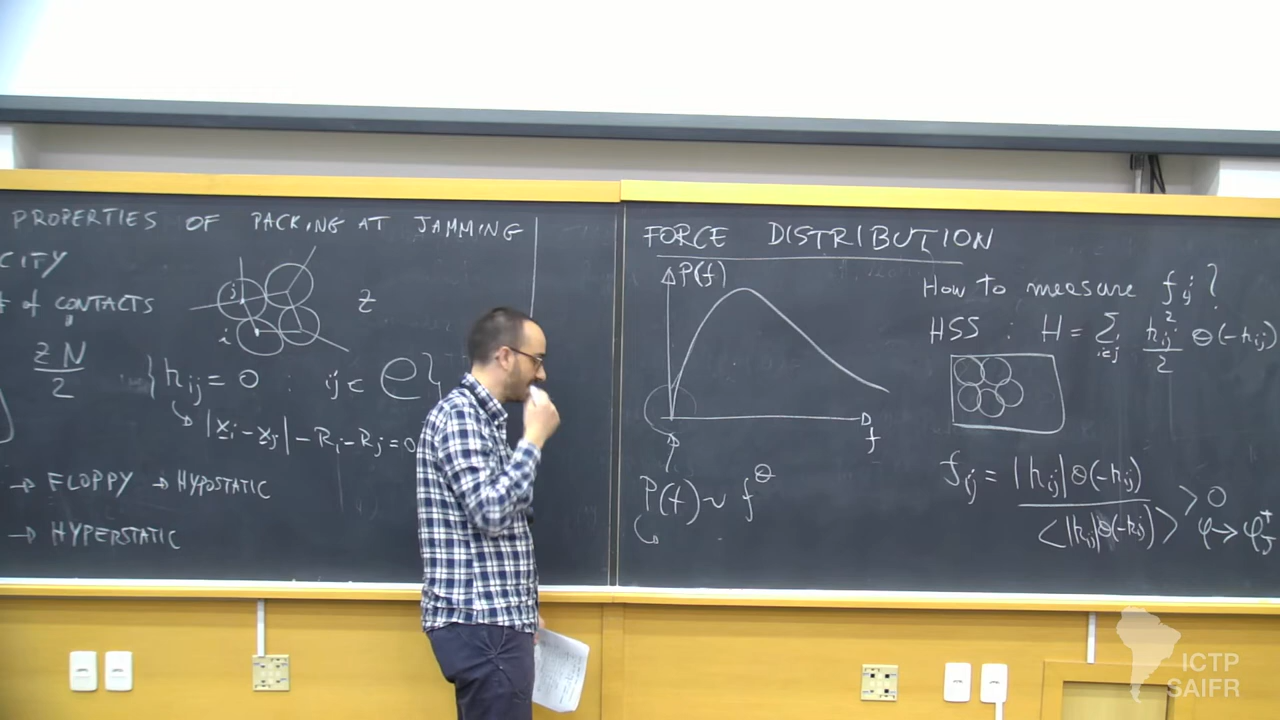 PROPERTIES OF PACKING AT JAMMING
CITY
# of CONTACTS
zN/2
j
i
z
{h_ij = 0 : ij ∈ C}
|x_i - x_j| - R_i - R_j = 0
→ FLOPPY → HYPOSTATIC
→ HYPERSTATIC
FORCE DISTRIBUTION
P(f)
f
P(f) ~ f^θ
How to measure f_ij ?
HSS : H = Σ_{i<j} h_ij^2/2 θ(-h_ij)
f_ij = |h_ij| θ(-h_ij) / <|h_ij| θ(-h_ij)> > 0
φ → φ_J^+
ICTP
SAIFR